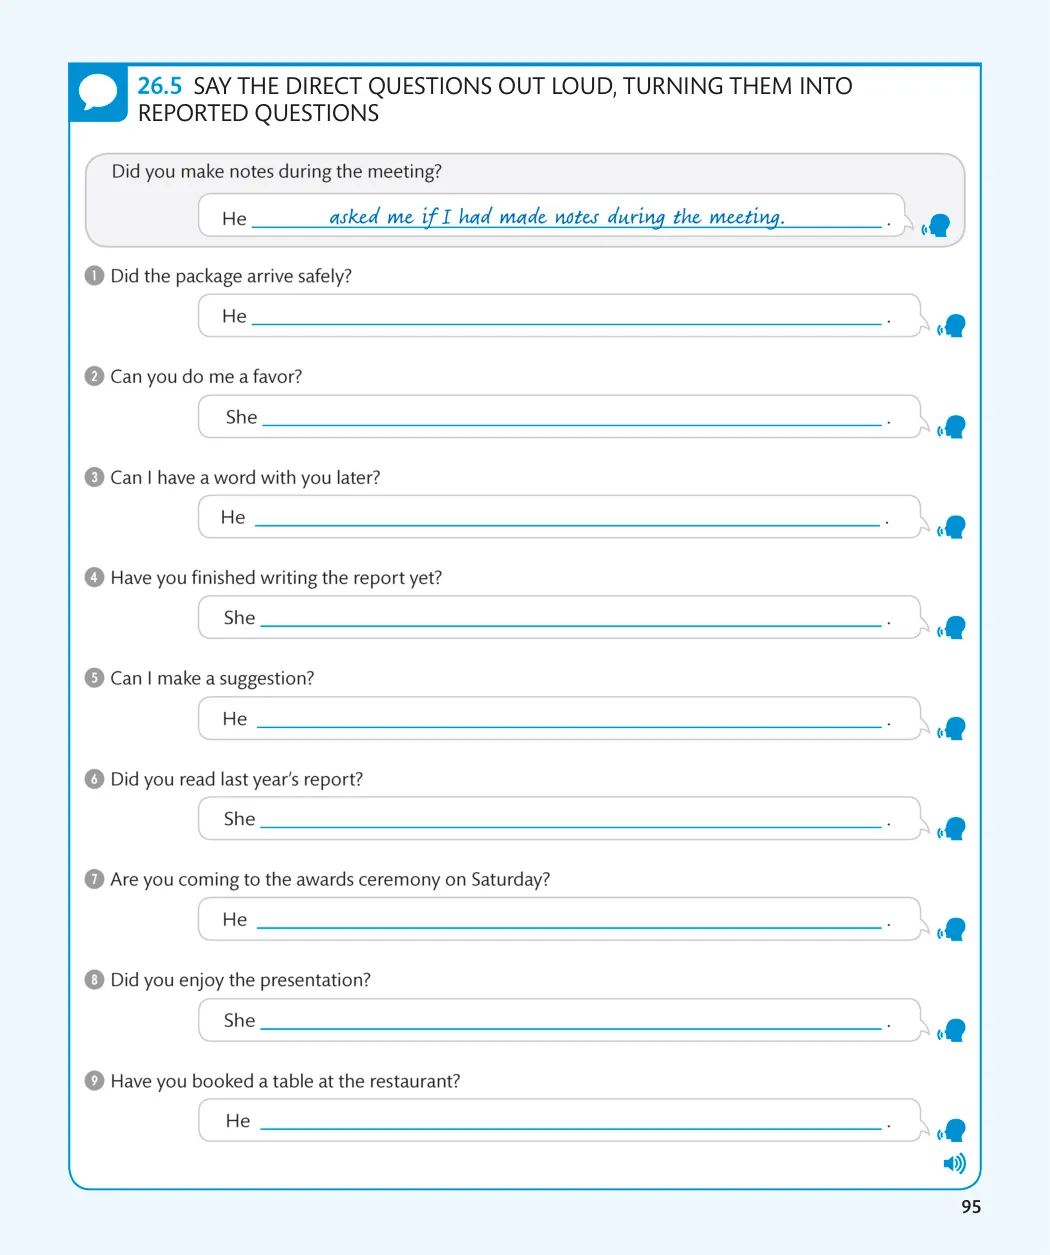 26.5 SAY THE DIRECT QUESTIONS OUT LOUD, TURNING THEM INTO
REPORTED QUESTIONS
Did you make notes during the meeting?
He asked me if I had made notes during the meeting. .
1 Did the package arrive safely?
He .
2 Can you do me a favor?
She .
3 Can I have a word with you later?
He .
4 Have you finished writing the report yet?
She .
5 Can I make a suggestion?
He .
6 Did you read last year’s report?
She .
7 Are you coming to the awards ceremony on Saturday?
He .
8 Did you enjoy the presentation?
She .
9 Have you booked a table at the restaurant?
He .
95